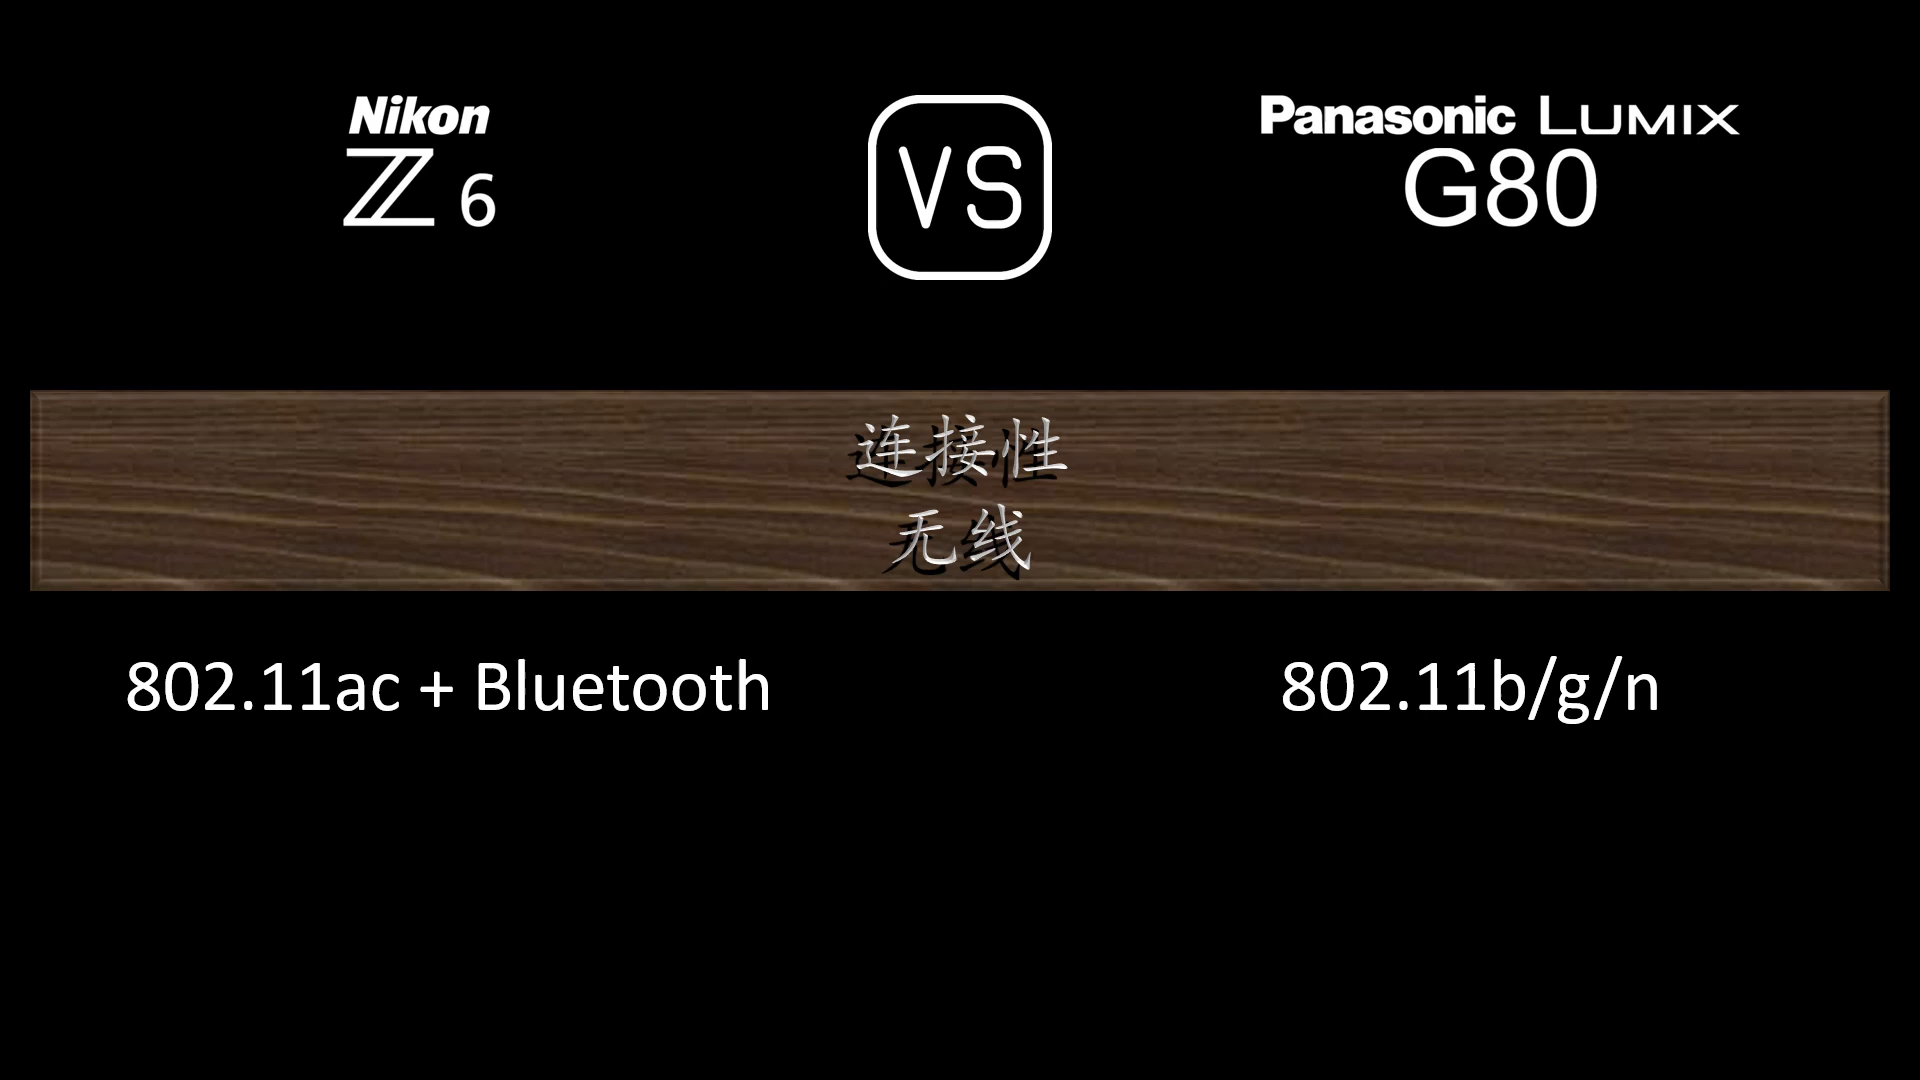 Nikon
Z 6
VS
Panasonic LUMIX
G80
连接性
无线
802.11ac + Bluetooth
802.11b/g/n